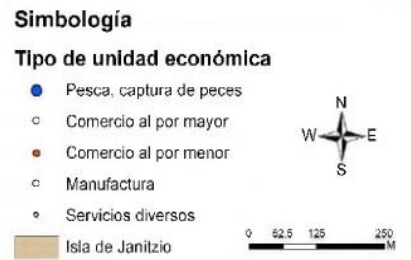 Simbología
Tipo de unidad económica
Pesca, captura de peces
Comercio al por mayor
Comercio al por menor
Manufactura
Servicios diversos
Isla de Janitzio
N
W E
S
0 62.5 125 250
M